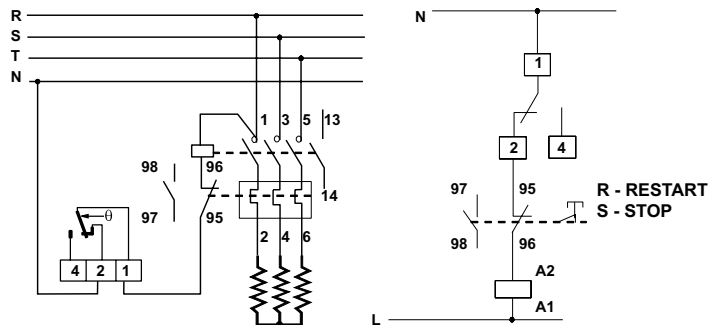 R
S
T
N
1 3 5 13
96
98
97
95
14
θ
2 4 6
4 2 1
N
1
2 4
97 95
98 96
R - RESTART
S - STOP
A2
A1
L